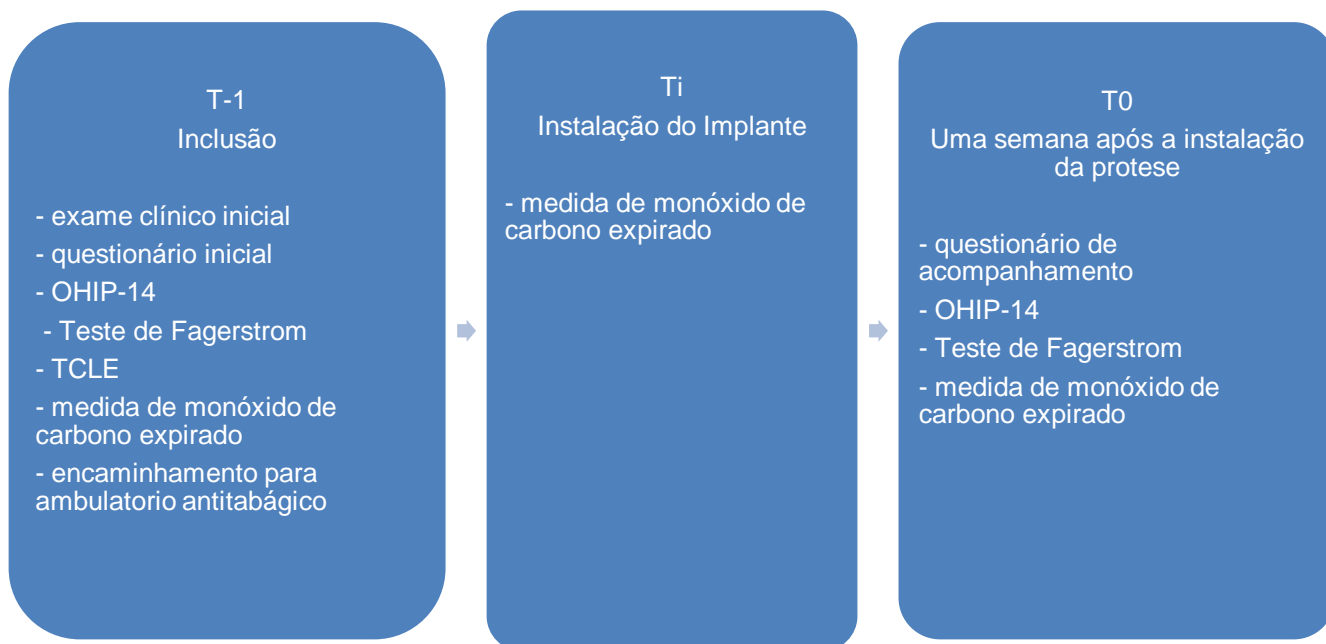 T-1
Inclusão
- exame clínico inicial
- questionário inicial
- OHIP-14
- Teste de Fagerstrom
- TCLE
- medida de monóxido de
carbono expirado
- encaminhamento para
ambulatorio antitabágico
Ti
Instalação do Implante
- medida de monóxido de
carbono expirado
T0
Uma semana após a instalação
da protese
- questionário de
acompanhamento
- OHIP-14
- Teste de Fagerstrom
- medida de monóxido de
carbono expirado